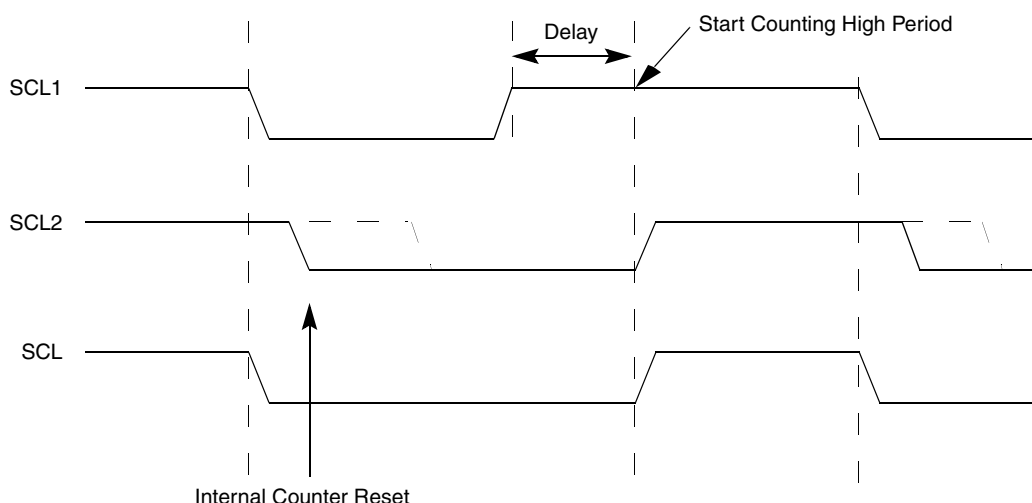 Delay
Start Counting High Period
SCL1
SCL2
SCL
Internal Counter Reset